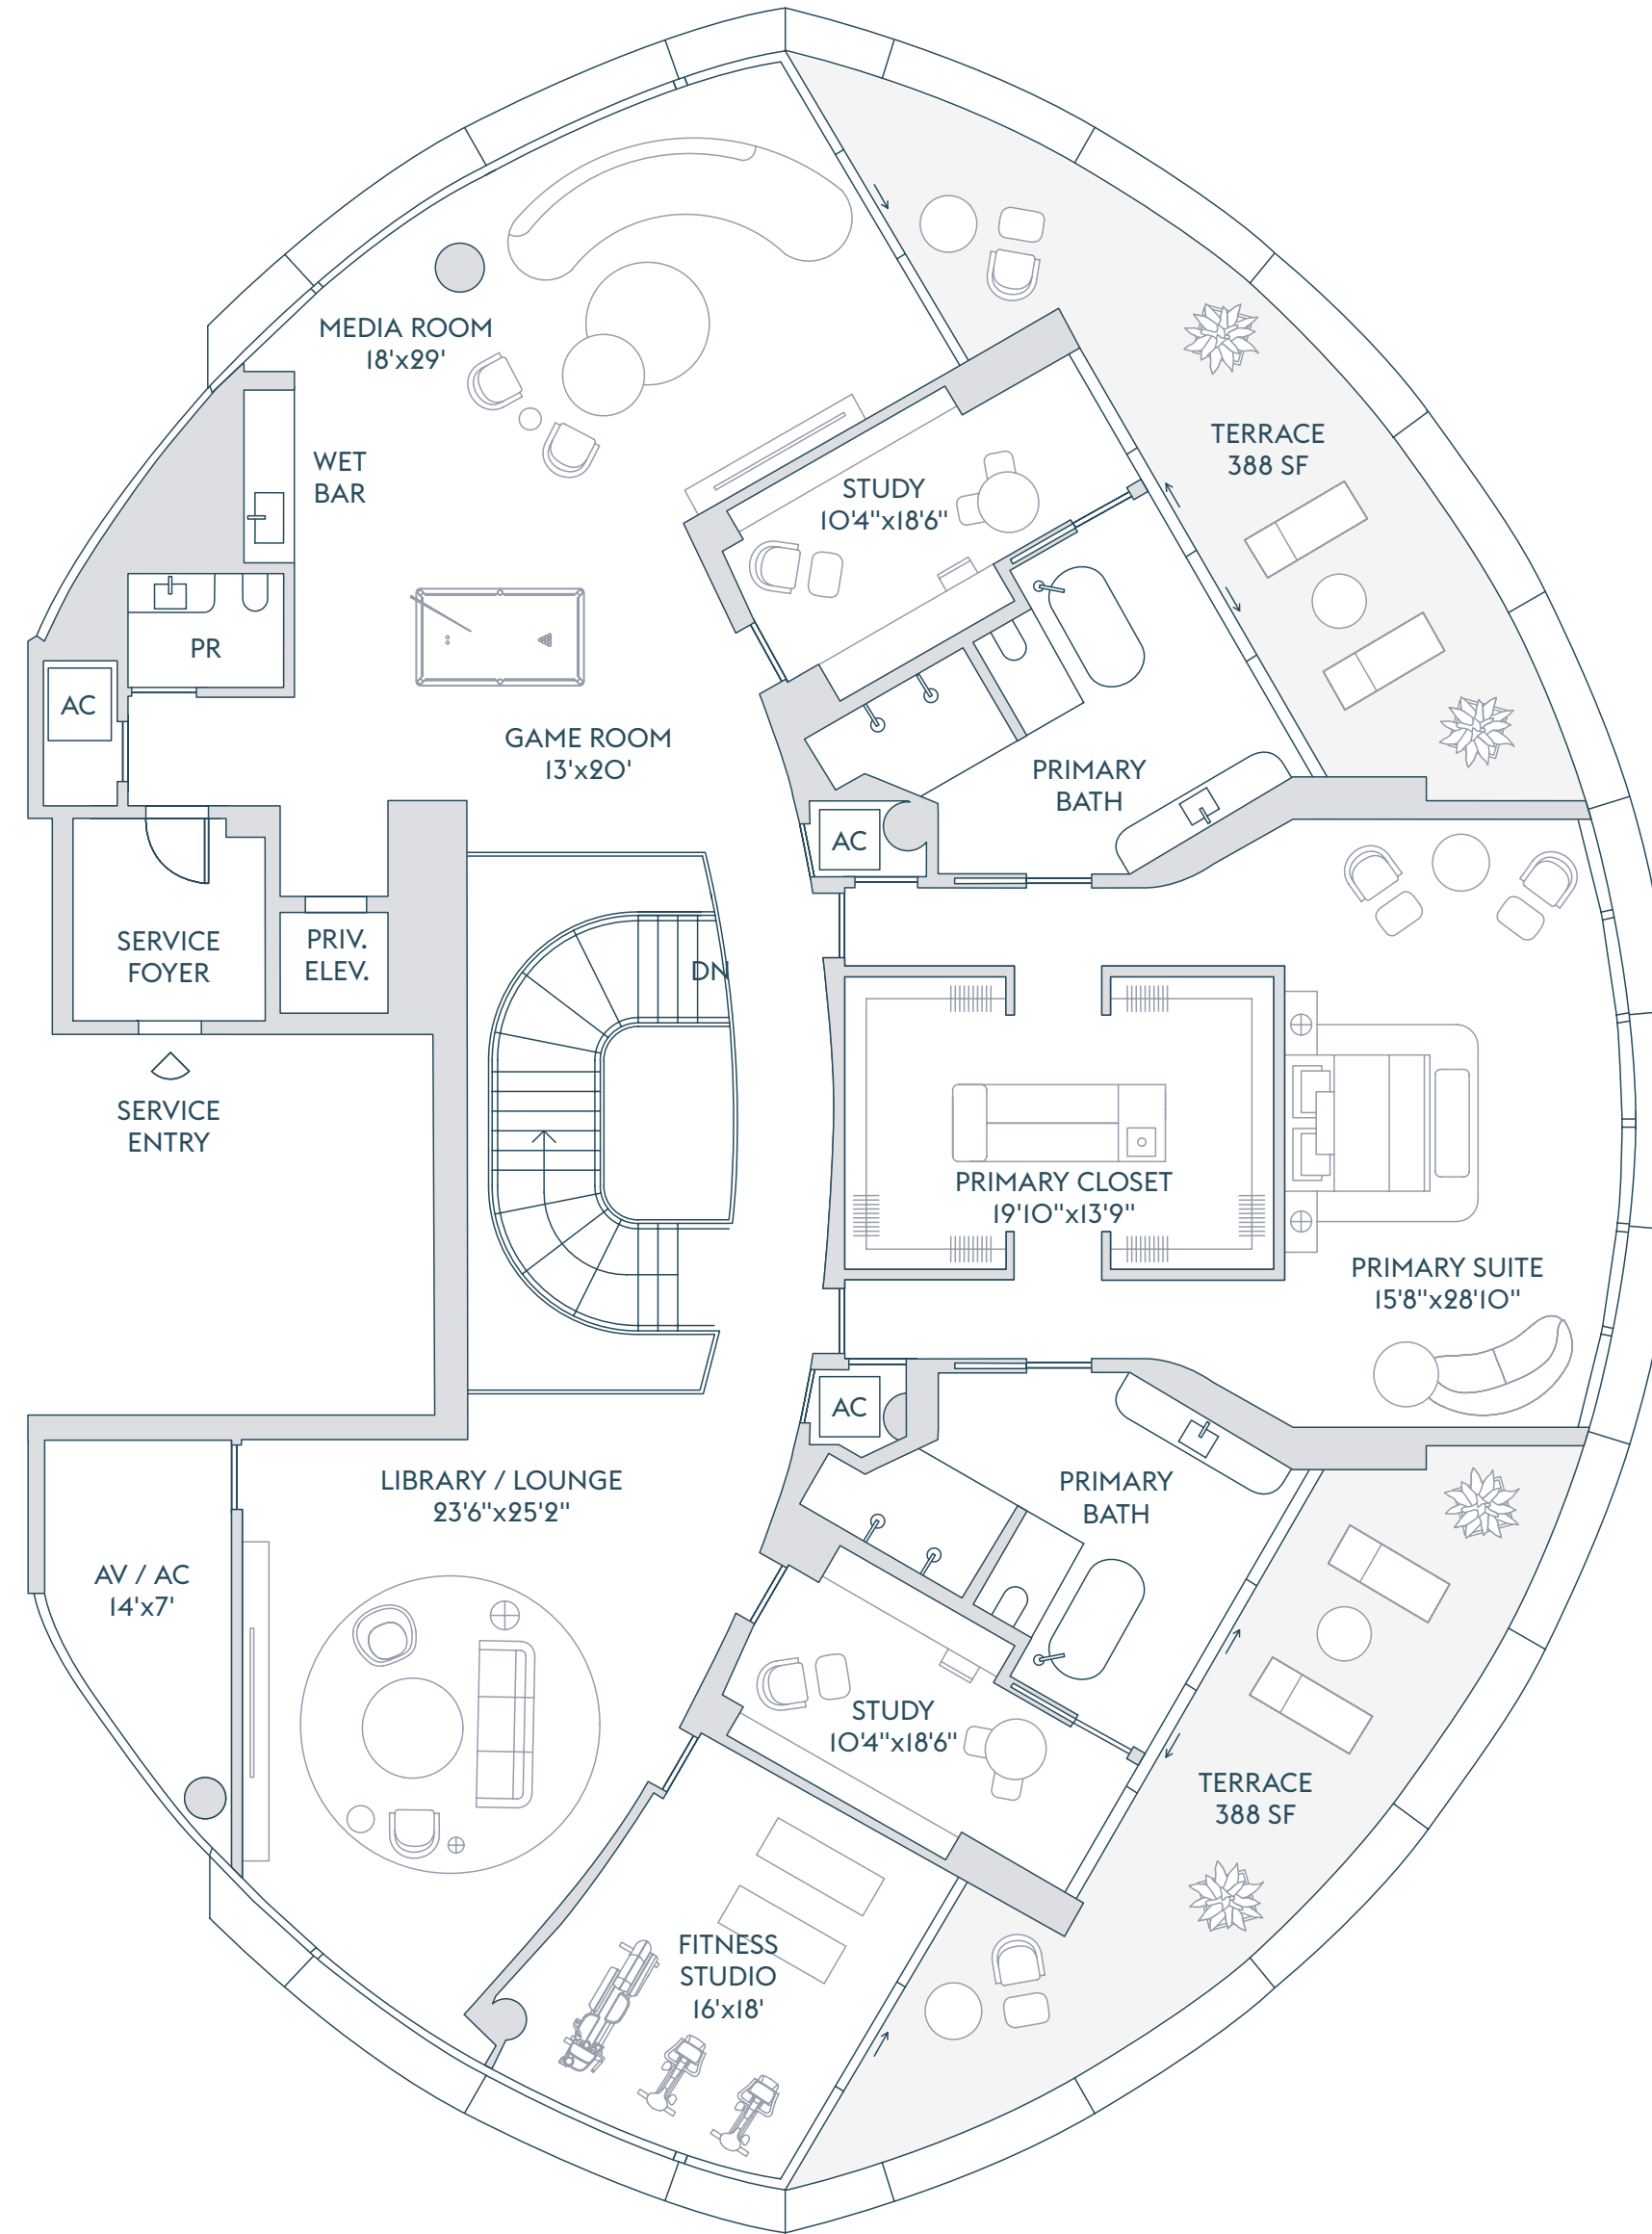 MEDIA ROOM
18'x29'
WET
BAR
TERRACE
388 SF
STUDY
10'4"x18'6"
PR
AC
GAME ROOM
13'x20'
PRIMARY
BATH
AC
SERVICE
FOYER
PRIV.
ELEV.
DN
SERVICE
ENTRY
PRIMARY CLOSET
19'10"x13'9"
PRIMARY SUITE
15'8"x28'10"
AC
LIBRARY / LOUNGE
23'6"x25'2"
PRIMARY
BATH
AV / AC
14'x7'
STUDY
10'4"x18'6"
TERRACE
388 SF
FITNESS
STUDIO
16'x18'